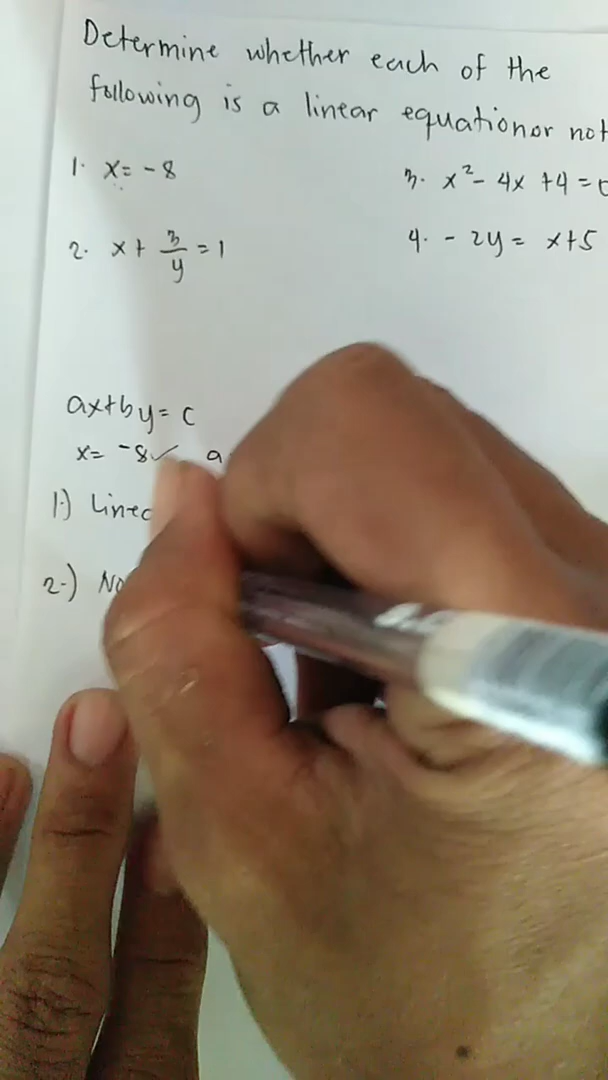 Determine whether each of the
following is a linear equation or not
1. x = -8
2. x + 3/y = 1
3. x² - 4x + 4 =
4. - 2y = x+5
ax+by = c
x = -8 ✓ a
1.) Linea
2.) No